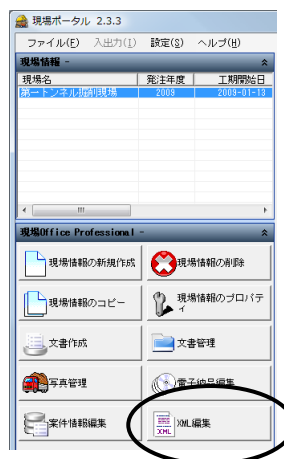 現場ポータル 2.3.3
ファイル(F) 入出力(I) 設定(S) ヘルプ(H)
現場情報 -
現場名 発注年度 工期開始日
第一トンネル掘削現場 2009 2009-01-13
現場Office Professional -
現場情報の新規作成 現場情報の削除
現場情報のコピー 現場情報のプロパティ
文書作成 文書管理
写真管理 電子納品編集
案件情報編集 XML編集